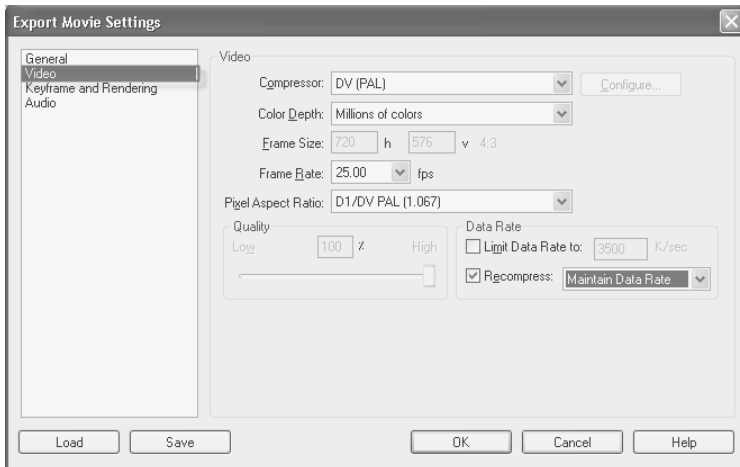 Export Movie Settings
General
Video
Keyframe and Rendering
Audio
Video
Compressor: DV (PAL) Configure...
Color Depth: Millions of colors
Frame Size: 720 h 576 v 4:3
Frame Rate: 25.00 fps
Pixel Aspect Ratio: D1/DV PAL (1.067)
Quality
Low 100 % High
Data Rate
Limit Data Rate to: 3500 K/sec
Recompress: Maintain Data Rate
Load Save OK Cancel Help